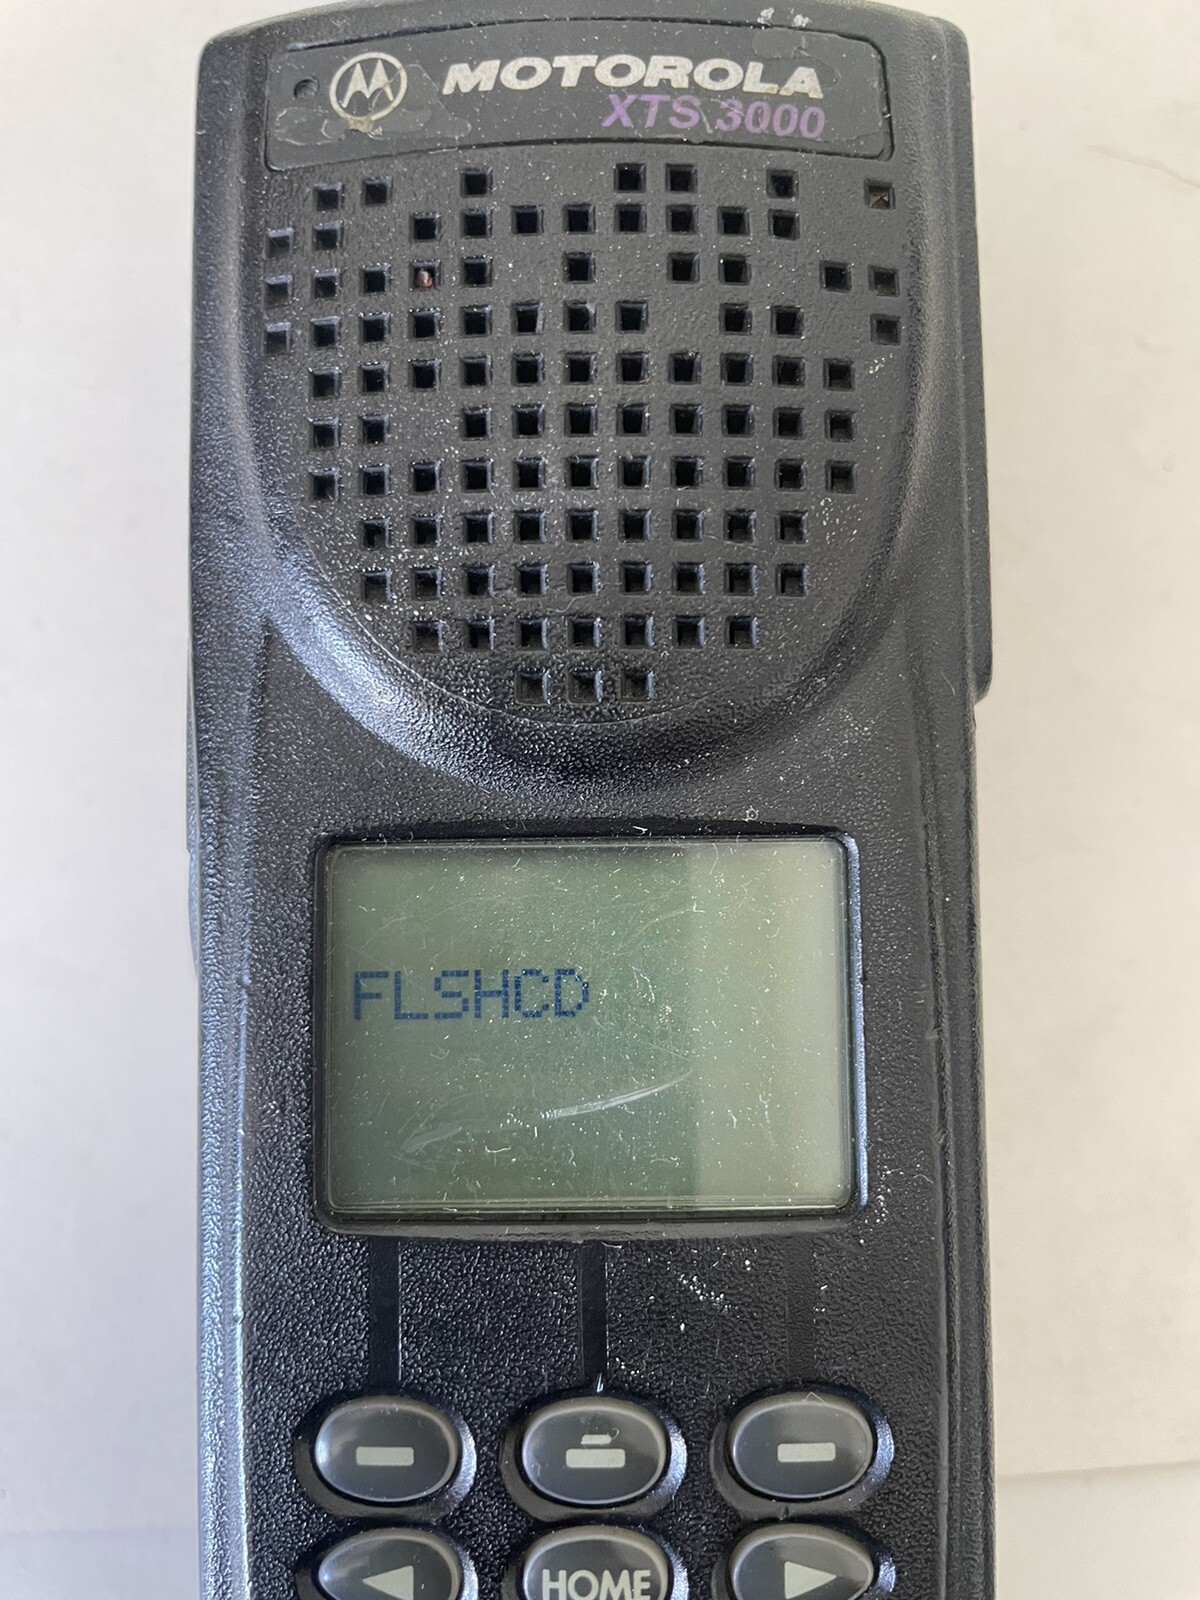 MOTOROLA
XTS 3000
FLSHCD
HOME